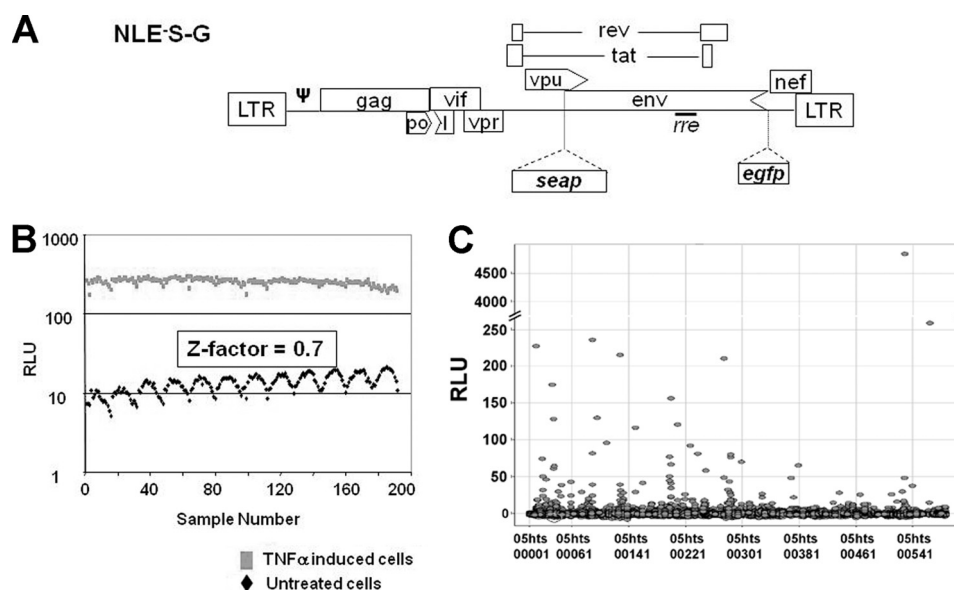 A
NLE-S-G
rev
tat
vpu
nef
LTR
Ψ
gag
vif
env
LTR
po
l
vpr
rre
seap
egfp
B
1000
100
10
1
RLU
Z-factor = 0.7
0
40
80
120
160
200
Sample Number
TNFα induced cells
Untreated cells
C
4500
4000
250
200
150
100
50
0
RLU
05hts 05hts 05hts 05hts 05hts 05hts 05hts 05hts
00001 00061 00141 00221 00301 00381 00461 00541